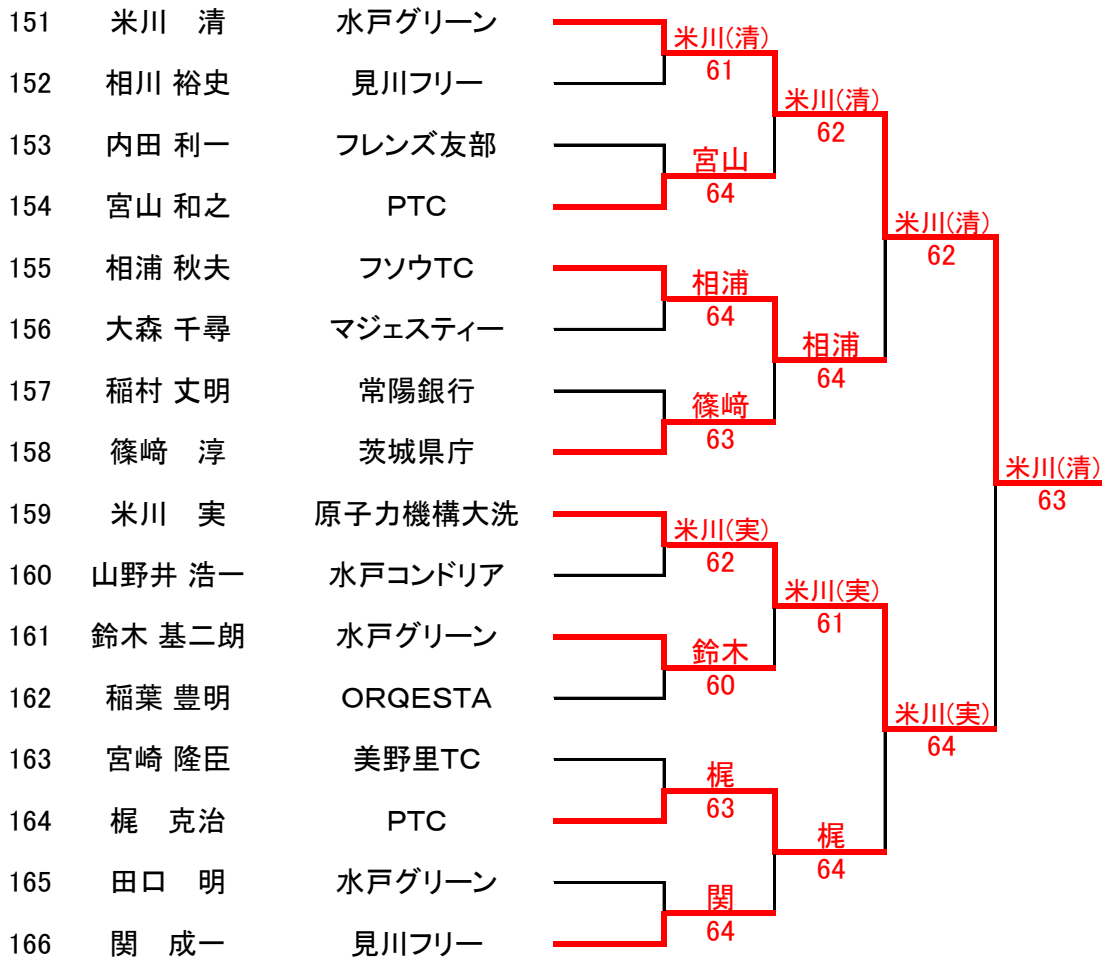 151 米川　清 水戸グリーン
152 相川 裕史 見川フリー
153 内田 利一 フレンズ友部
154 宮山 和之 PTC
155 相浦 秋夫 フソウTC
156 大森 千尋 マジェスティー
157 稲村 丈明 常陽銀行
158 篠﨑　淳 茨城県庁
159 米川　実 原子力機構大洗
160 山野井 浩一 水戸コンドリア
161 鈴木 基二朗 水戸グリーン
162 稲葉 豊明 ORQESTA
163 宮崎 隆臣 美野里TC
164 梶　克治 PTC
165 田口　明 水戸グリーン
166 関　成一 見川フリー
米川(清)
61
宮山
64
相浦
64
篠﨑
63
米川(実)
62
鈴木
60
梶
63
関
64
米川(清)
62
相浦
64
米川(実)
61
梶
64
米川(清)
62
米川(実)
64
米川(清)
63